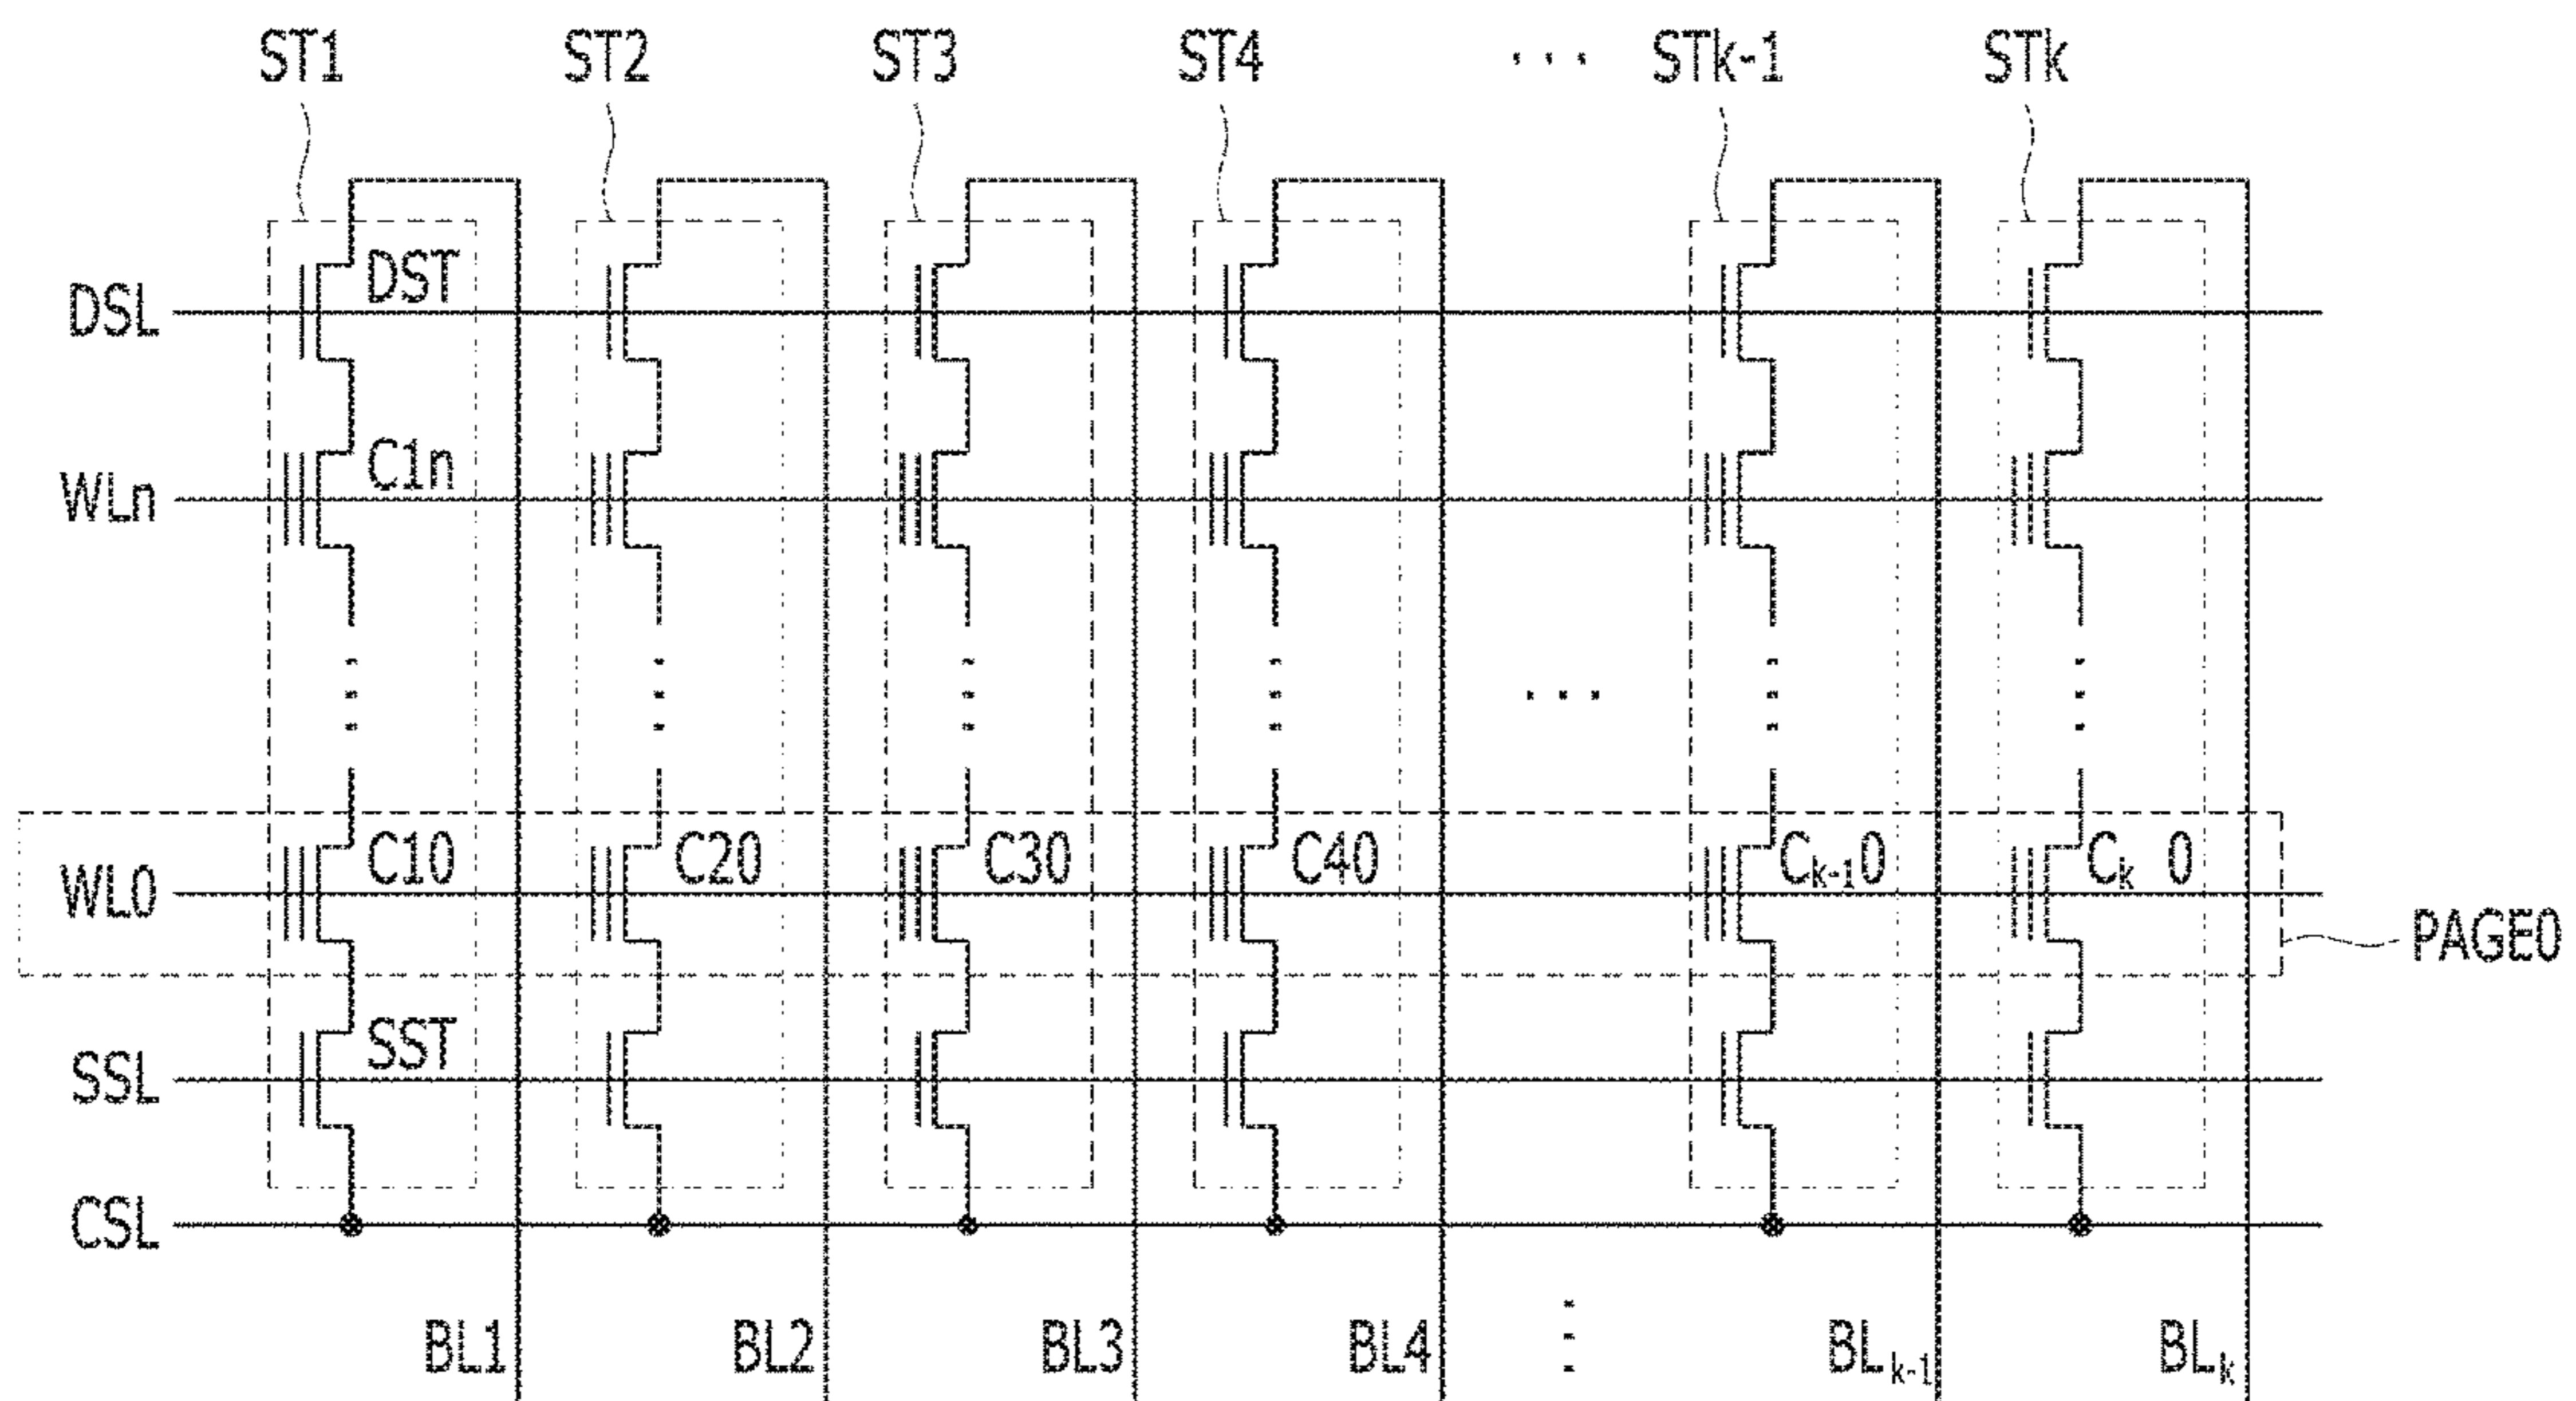 ST1 ST2 ST3 ST4 ... STk-1 STk
DST
DSL
C1n
WLn
...
C10 C20 C30 C40 Ck-10 Ck 0
WL0
PAGE0
SST
SSL
CSL
BL1 BL2 BL3 BL4 BLk-1 BLk